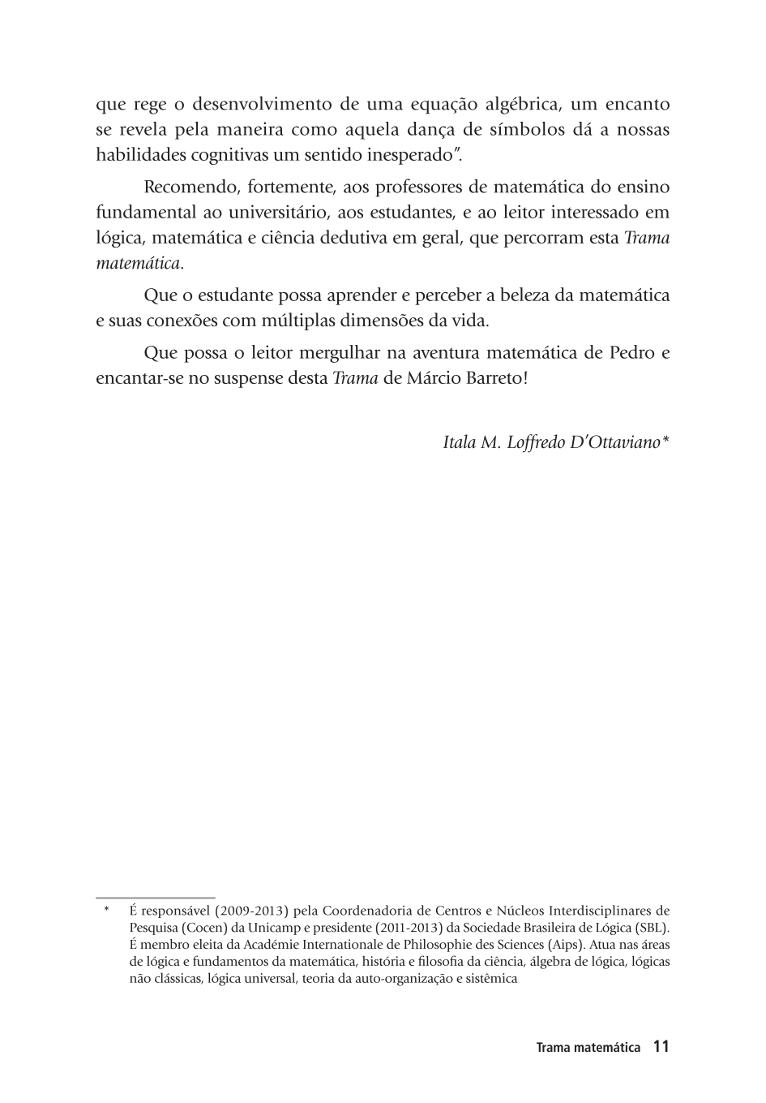 que rege o desenvolvimento de uma equação algébrica, um encanto
se revela pela maneira como aquela dança de símbolos dá a nossas
habilidades cognitivas um sentido inesperado”.
Recomendo, fortemente, aos professores de matemática do ensino
fundamental ao universitário, aos estudantes, e ao leitor interessado em
lógica, matemática e ciência dedutiva em geral, que percorram esta Trama
matemática.
Que o estudante possa aprender e perceber a beleza da matemática
e suas conexões com múltiplas dimensões da vida.
Que possa o leitor mergulhar na aventura matemática de Pedro e
encantar-se no suspense desta Trama de Márcio Barreto!
Itala M. Loffredo D’Ottaviano*
* É responsável (2009-2013) pela Coordenadoria de Centros e Núcleos Interdisciplinares de
Pesquisa (Cocen) da Unicamp e presidente (2011-2013) da Sociedade Brasileira de Lógica (SBL).
É membro eleita da Académie Internationale de Philosophie des Sciences (Aips). Atua nas áreas
de lógica e fundamentos da matemática, história e filosofia da ciência, álgebra de lógica, lógicas
não clássicas, lógica universal, teoria da auto-organização e sistêmica
Trama matemática 11